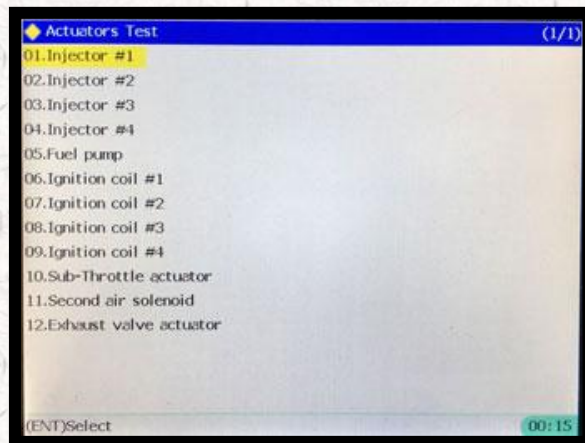 Actuators Test (1/1)
01.Injector #1
02.Injector #2
03.Injector #3
04.Injector #4
05.Fuel pump
06.Ignition coil #1
07.Ignition coil #2
08.Ignition coil #3
09.Ignition coil #4
10.Sub-Throttle actuator
11.Second air solenoid
12.Exhaust valve actuator
(ENT)Select 00:15